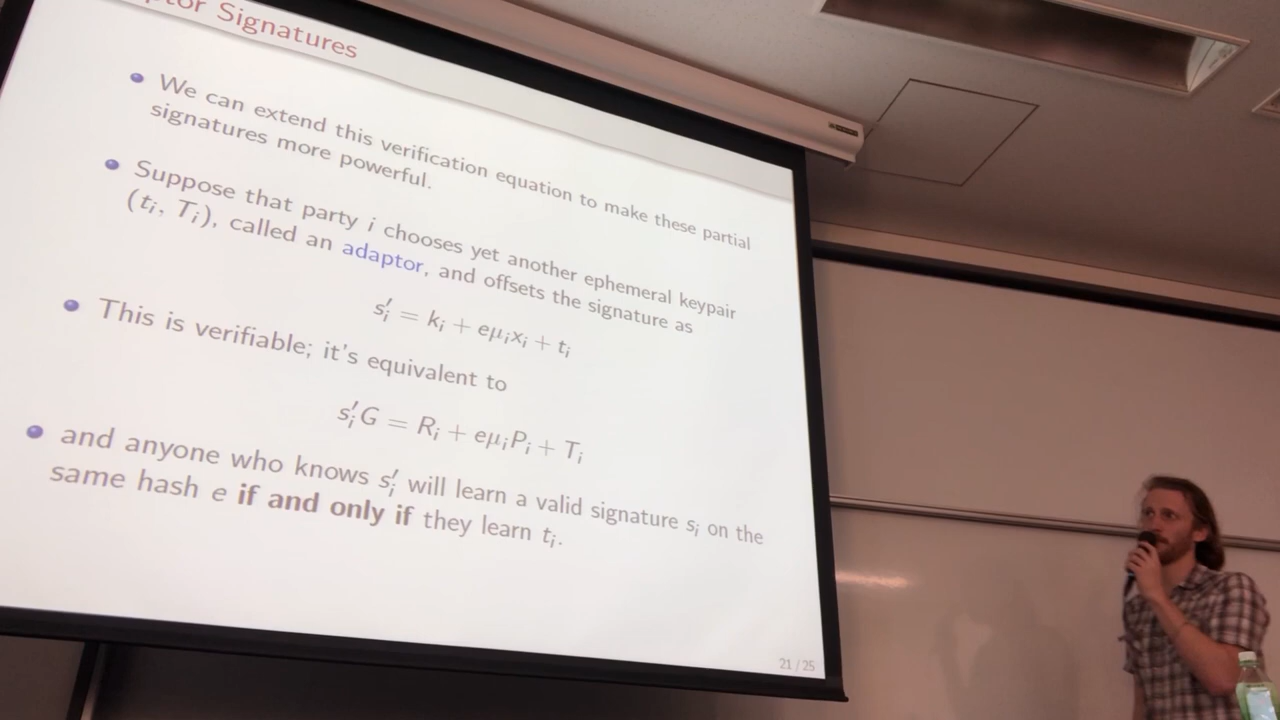 Signatures
We can extend this verification equation to make these partial
signatures more powerful.
Suppose that party i chooses yet another ephemeral keypair
(tᵢ, Tᵢ), called an adaptor, and offsets the signature as
s′ᵢ = kᵢ + eμᵢxᵢ + tᵢ
This is verifiable; it's equivalent to
s′ᵢG = Rᵢ + eμᵢPᵢ + Tᵢ
and anyone who knows s′ᵢ will learn a valid signature sᵢ on the
same hash e if and only if they learn tᵢ.
21 / 25